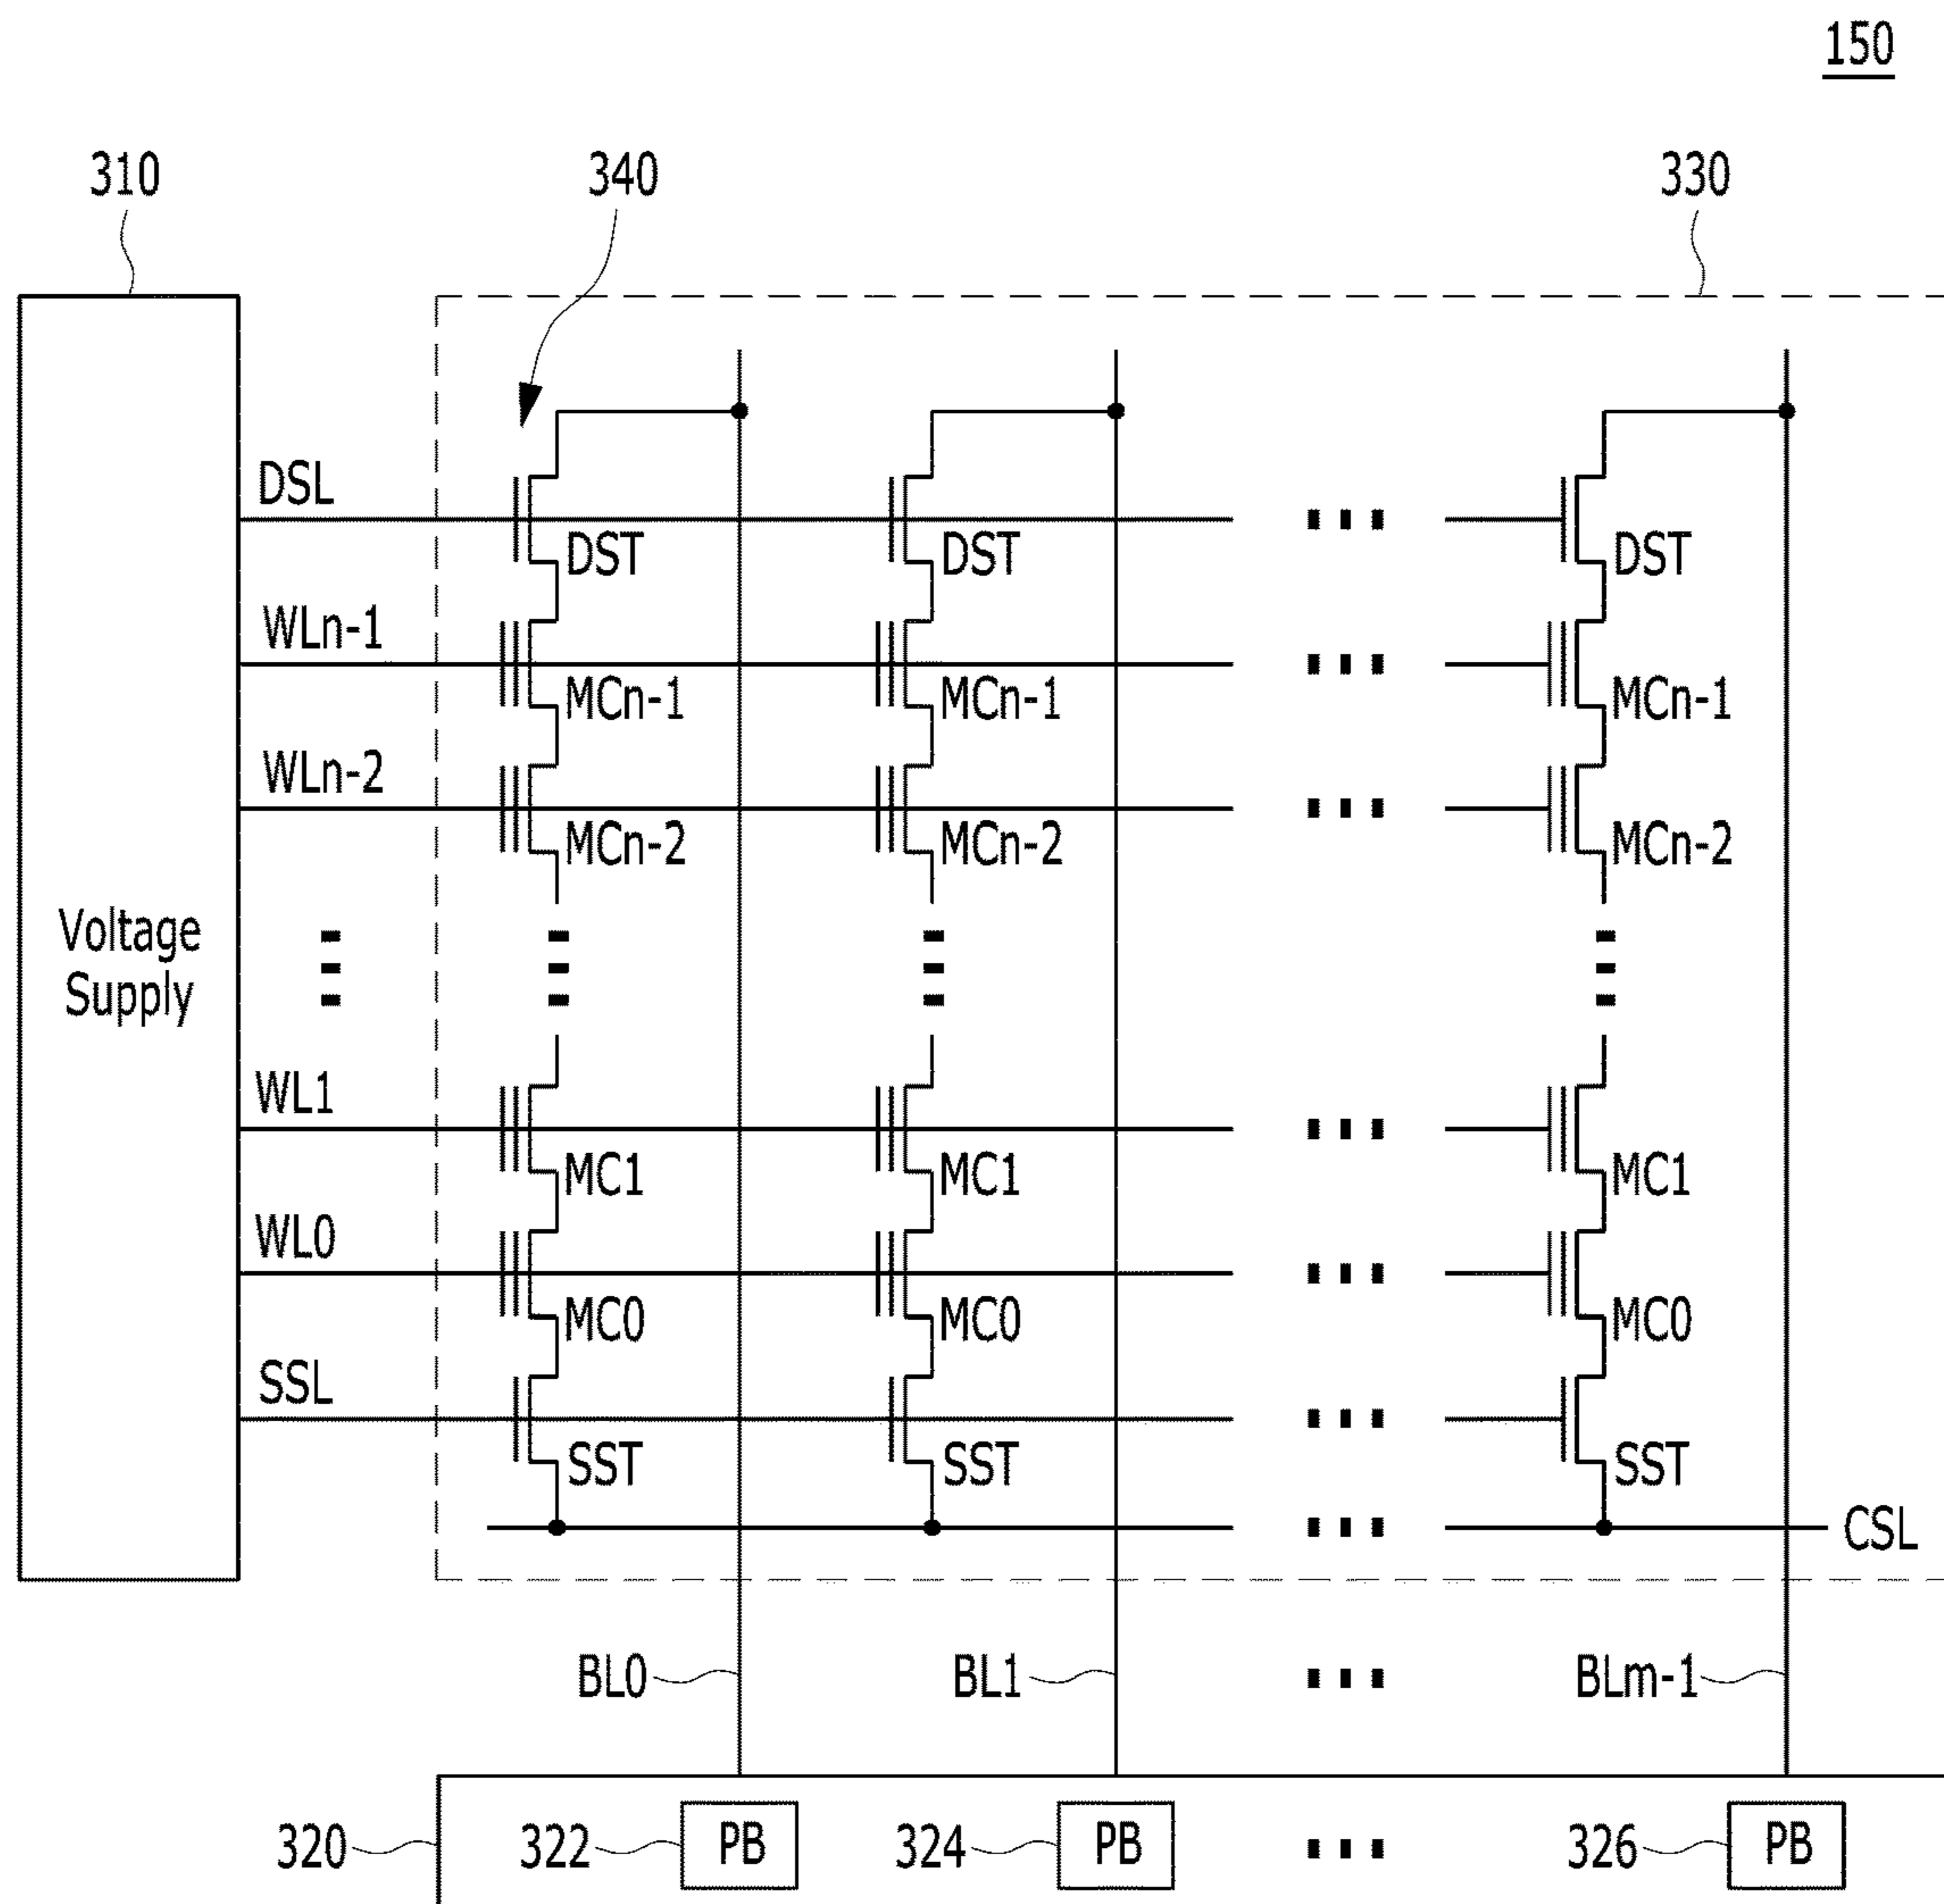 150
310
340
330
DSL
DST DST DST
WLn-1
MCn-1 MCn-1 MCn-1
WLn-2
MCn-2 MCn-2 MCn-2
Voltage
Supply
WL1
MC1 MC1 MC1
WL0
MC0 MC0 MC0
SSL
SST SST SST
CSL
BL0 BL1 BLm-1
320 322 PB 324 PB 326 PB